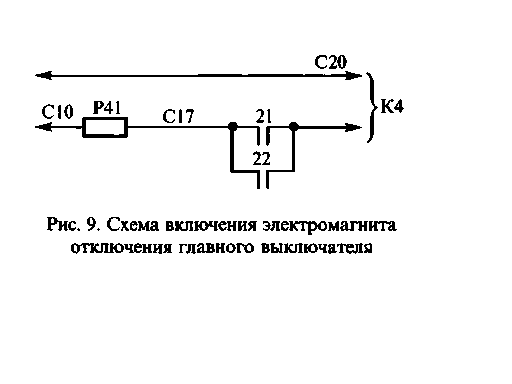 С20
С10 Р41 С17 21 К4
22
Рис. 9. Схема включения электромагнита
отключения главного выключателя